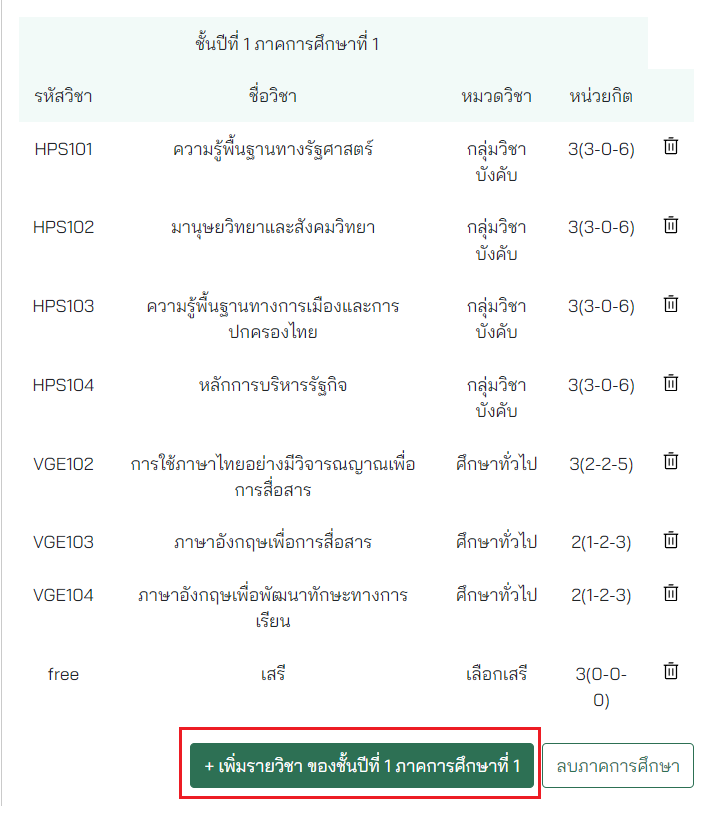 ชั้นปีที่ 1 ภาคการศึกษาที่ 1
รหัสวิชา ชื่อวิชา หมวดวิชา หน่วยกิต
HPS101 ความรู้พื้นฐานทางรัฐศาสตร์ กลุ่มวิชา 3(3-0-6)
บังคับ
HPS102 มานุษยวิทยาและสังคมวิทยา กลุ่มวิชา 3(3-0-6)
บังคับ
HPS103 ความรู้พื้นฐานทางการเมืองและการ กลุ่มวิชา 3(3-0-6)
ปกครองไทย บังคับ
HPS104 หลักการบริหารรัฐกิจ กลุ่มวิชา 3(3-0-6)
บังคับ
VGE102 การใช้ภาษาไทยอย่างมีวิจารณญาณเพื่อ ศึกษาทั่วไป 3(2-2-5)
การสื่อสาร
VGE103 ภาษาอังกฤษเพื่อการสื่อสาร ศึกษาทั่วไป 2(1-2-3)
VGE104 ภาษาอังกฤษเพื่อพัฒนาทักษะทางการ ศึกษาทั่วไป 2(1-2-3)
เรียน
free เสรี เลือกเสรี 3(0-0-
0)
+ เพิ่มรายวิชา ของชั้นปีที่ 1 ภาคการศึกษาที่ 1 ลบภาคการศึกษา